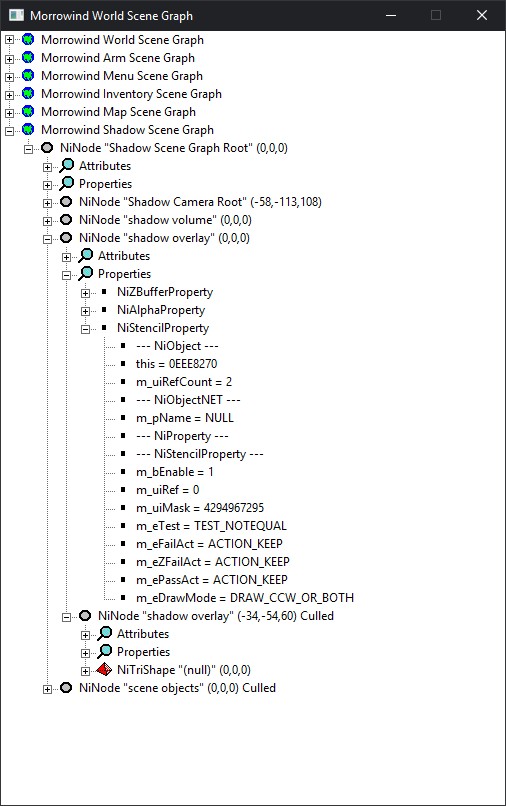 Morrowind World Scene Graph
Morrowind World Scene Graph
Morrowind Arm Scene Graph
Morrowind Menu Scene Graph
Morrowind Inventory Scene Graph
Morrowind Map Scene Graph
Morrowind Shadow Scene Graph
NiNode "Shadow Scene Graph Root" (0,0,0)
Attributes
Properties
NiNode "Shadow Camera Root" (-58,-113,108)
NiNode "shadow volume" (0,0,0)
NiNode "shadow overlay" (0,0,0)
Attributes
Properties
NiZBufferProperty
NiAlphaProperty
NiStencilProperty
--- NiObject ---
this = 0EEE8270
m_uiRefCount = 2
--- NiObjectNET ---
m_pName = NULL
--- NiProperty ---
--- NiStencilProperty ---
m_bEnable = 1
m_uiRef = 0
m_uiMask = 4294967295
m_eTest = TEST_NOTEQUAL
m_eFailAct = ACTION_KEEP
m_eZFailAct = ACTION_KEEP
m_ePassAct = ACTION_KEEP
m_eDrawMode = DRAW_CCW_OR_BOTH
NiNode "shadow overlay" (-34,-54,60) Culled
Attributes
Properties
NiTriShape "(null)" (0,0,0)
NiNode "scene objects" (0,0,0) Culled